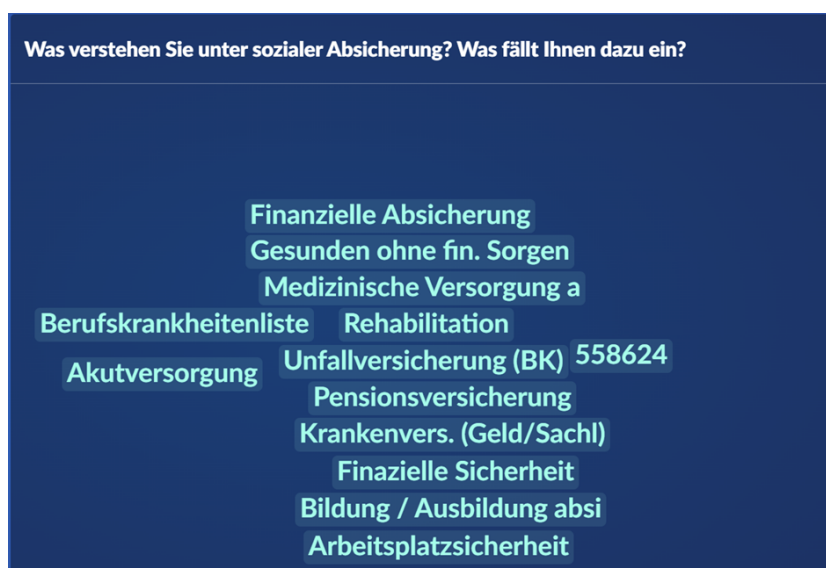 Was verstehen Sie unter sozialer Absicherung? Was fällt Ihnen dazu ein?
Finanzielle Absicherung
Gesunden ohne fin. Sorgen
Medizinische Versorgung a
Berufskrankheitenliste
Rehabilitation
Akutversorgung
Unfallversicherung (BK)
558624
Pensionsversicherung
Krankenvers. (Geld/Sachl)
Finazielle Sicherheit
Bildung / Ausbildung absi
Arbeitsplatzsicherheit